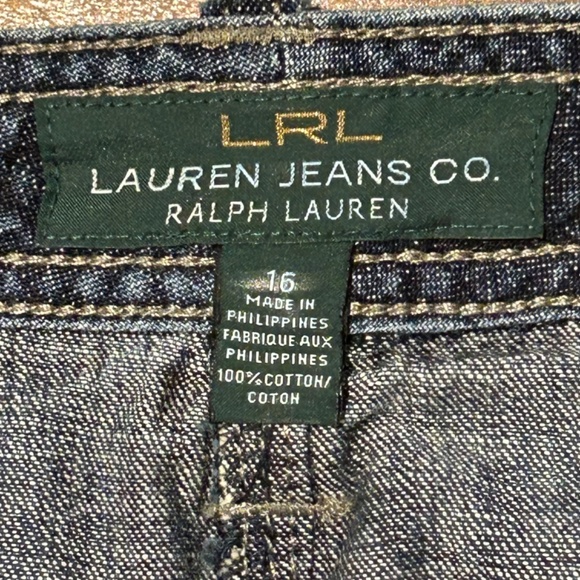 LRL
LAUREN JEANS CO.
RALPH LAUREN
16
MADE IN
PHILIPPINES
FABRIQUE AUX
PHILIPPINES
100% COTTON/
COTON